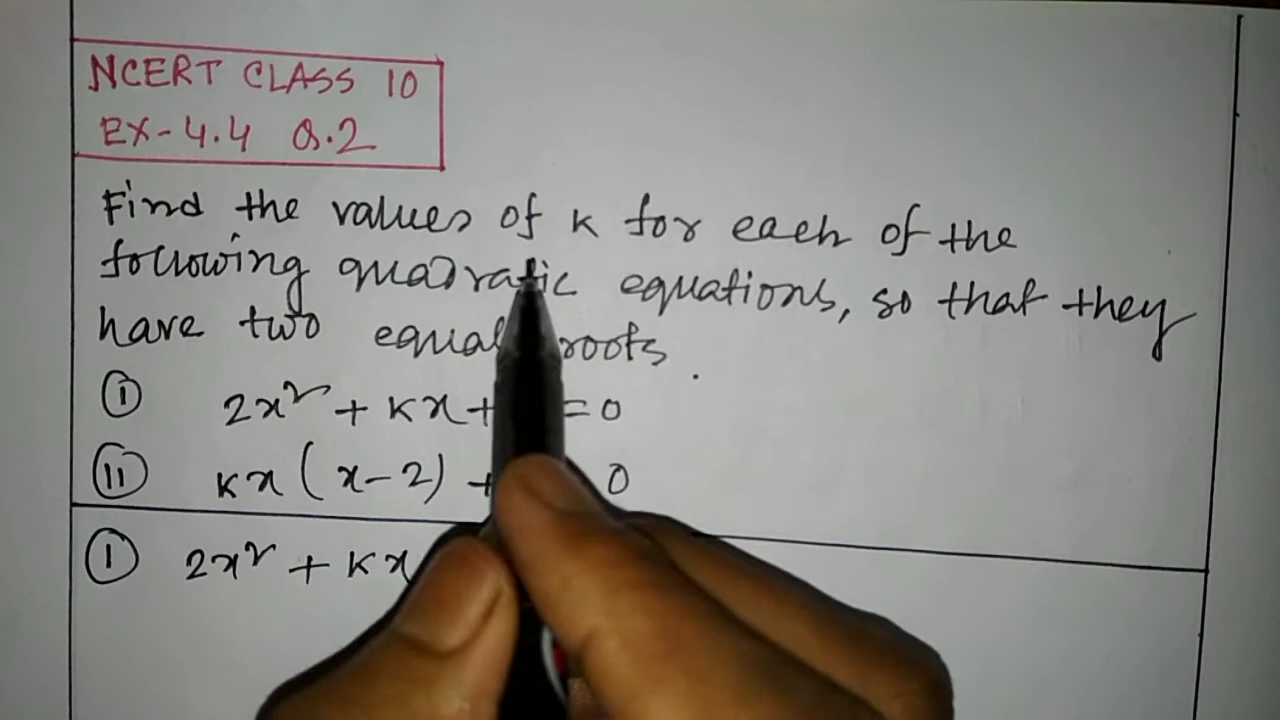 NCERT CLASS 10
EX-4.4 Q.2
Find the values of k for each of the
following quadratic equations, so that they
have two equal roots.
(i) 2x² + kx + = 0
(ii) kx(x-2) + 0
(i) 2x² + kx